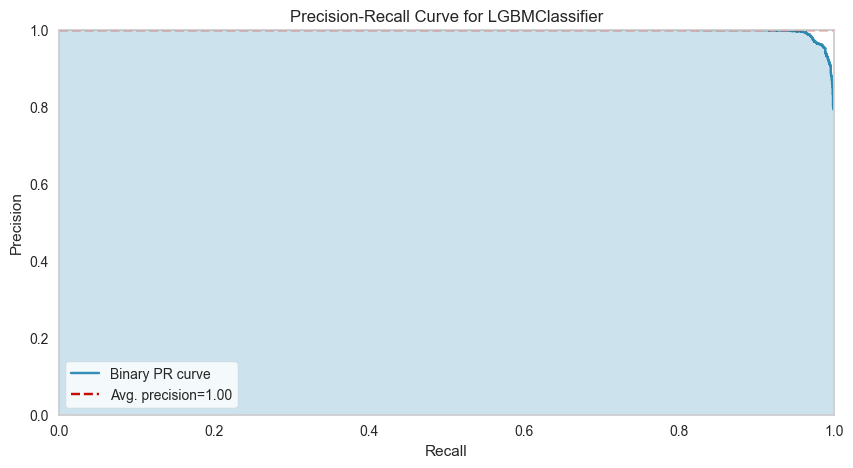 Precision-Recall Curve for LGBMClassifier
1.0
0.8
0.6
0.4
0.2
0.0
Precision
Binary PR curve
Avg. precision=1.00
0.0 0.2 0.4 0.6 0.8 1.0
Recall